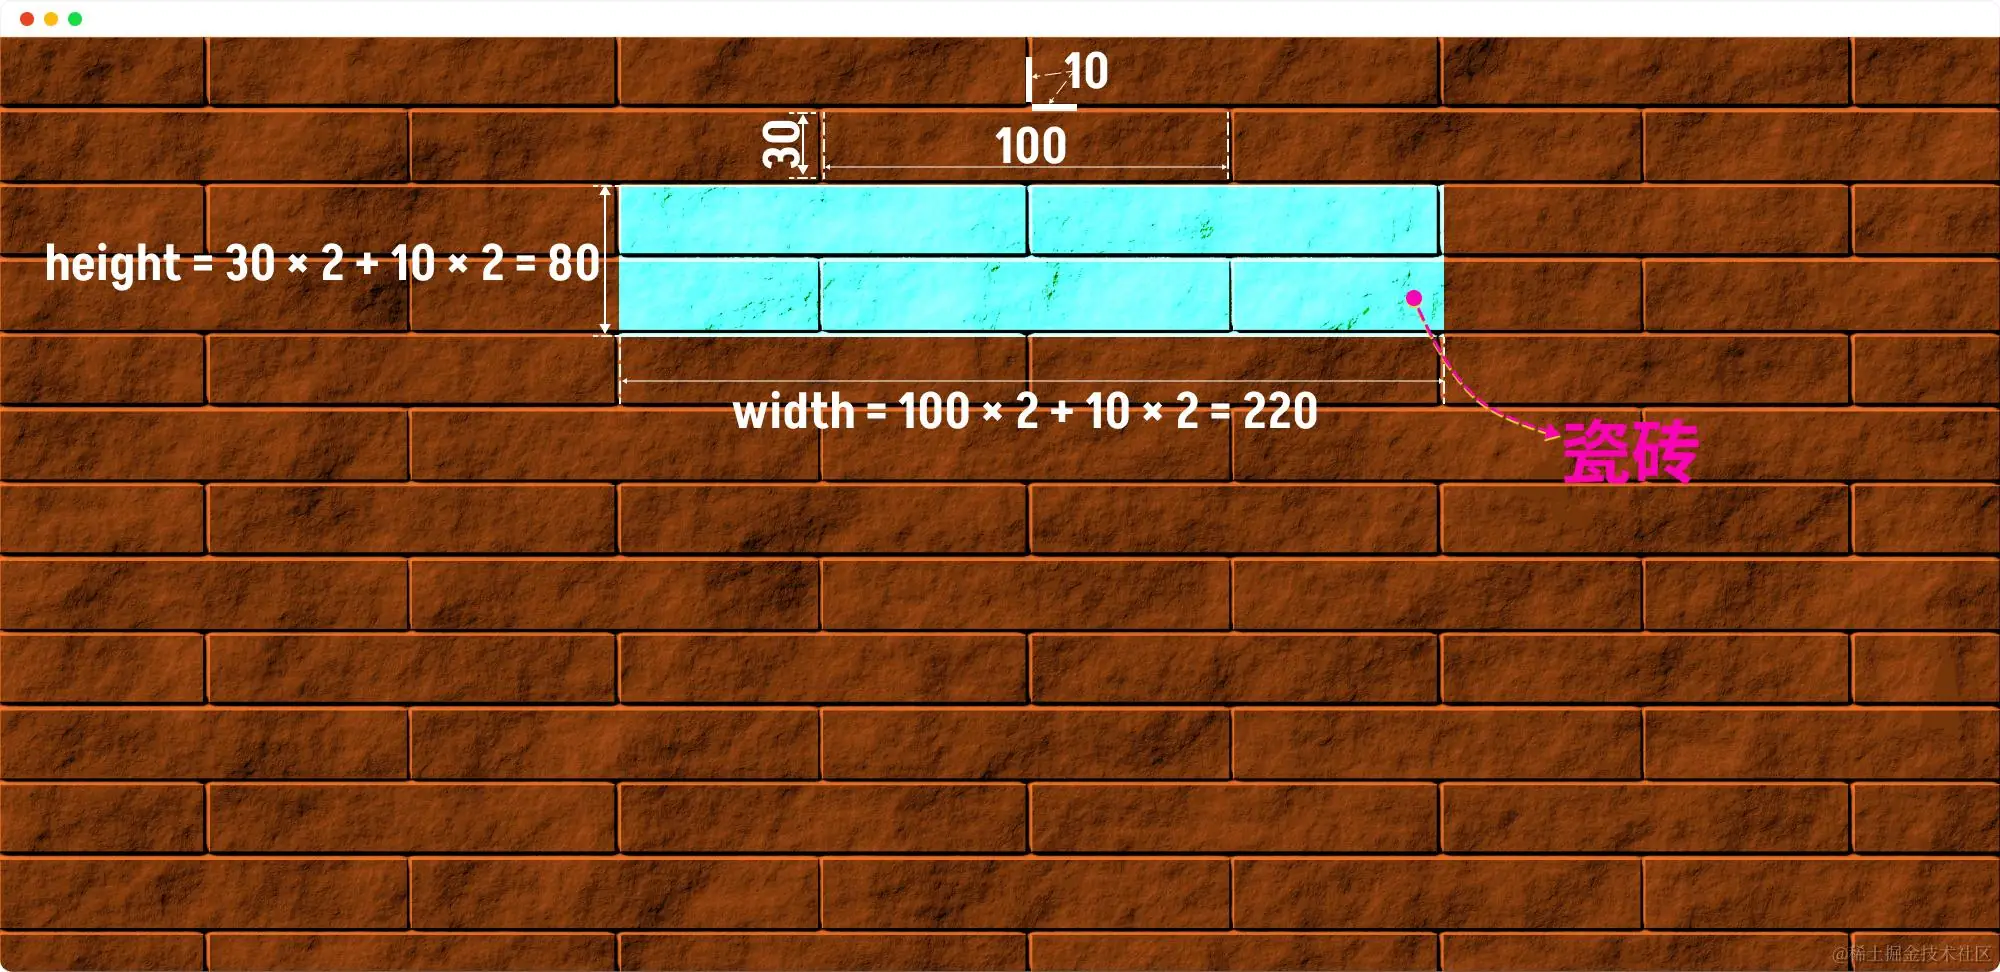 10
30
100
height = 30 × 2 + 10 × 2 = 80
width = 100 × 2 + 10 × 2 = 220
瓷砖
@稀土掘金技术社区